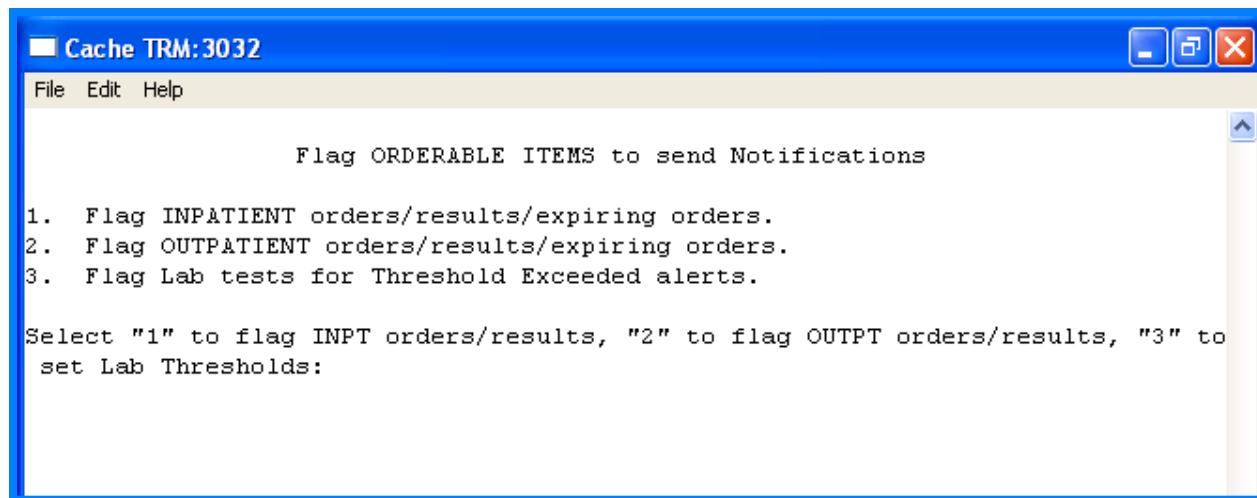 Cache TRM:3032
File Edit Help
Flag ORDERABLE ITEMS to send Notifications
1. Flag INPATIENT orders/results/expiring orders.
2. Flag OUTPATIENT orders/results/expiring orders.
3. Flag Lab tests for Threshold Exceeded alerts.
Select "1" to flag INPT orders/results, "2" to flag OUTPT orders/results, "3" to
set Lab Thresholds: